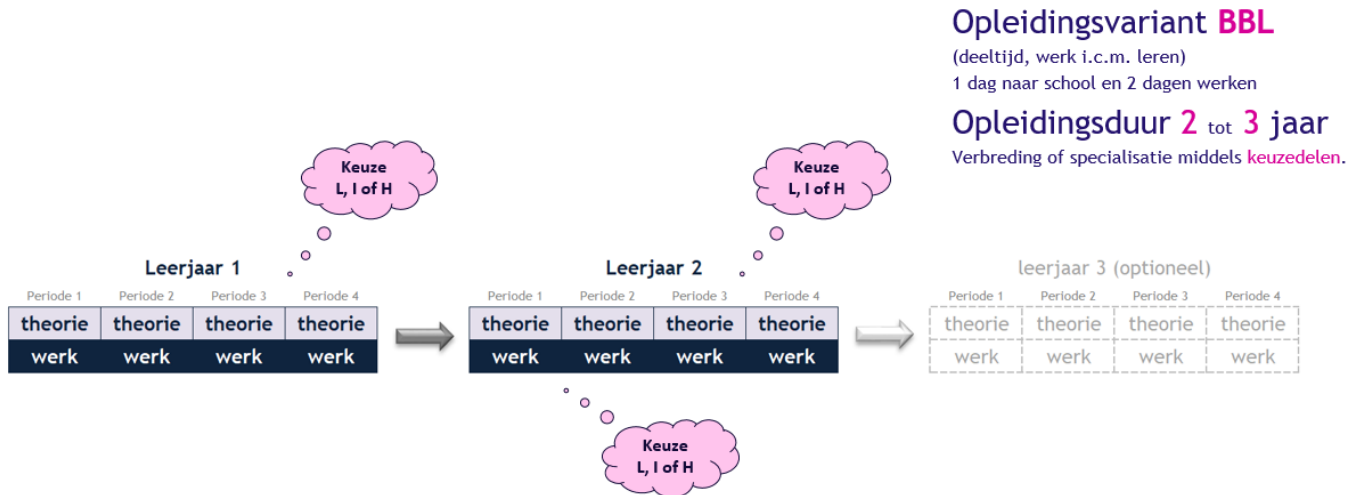 Opleidingsvariant BBL
(deeltijd, werk i.c.m. leren)
1 dag naar school en 2 dagen werken
Opleidingsduur 2 tot 3 jaar
Verbreding of specialisatie middels keuzedelen.
Keuze
L, I of H
Keuze
L, I of H
Leerjaar 1
Periode 1 Periode 2 Periode 3 Periode 4
theorie theorie theorie theorie
werk werk werk werk
Leerjaar 2
Periode 1 Periode 2 Periode 3 Periode 4
theorie theorie theorie theorie
werk werk werk werk
leerjaar 3 (optioneel)
Periode 1 Periode 2 Periode 3 Periode 4
theorie theorie theorie theorie
werk werk werk werk
Keuze
L, I of H